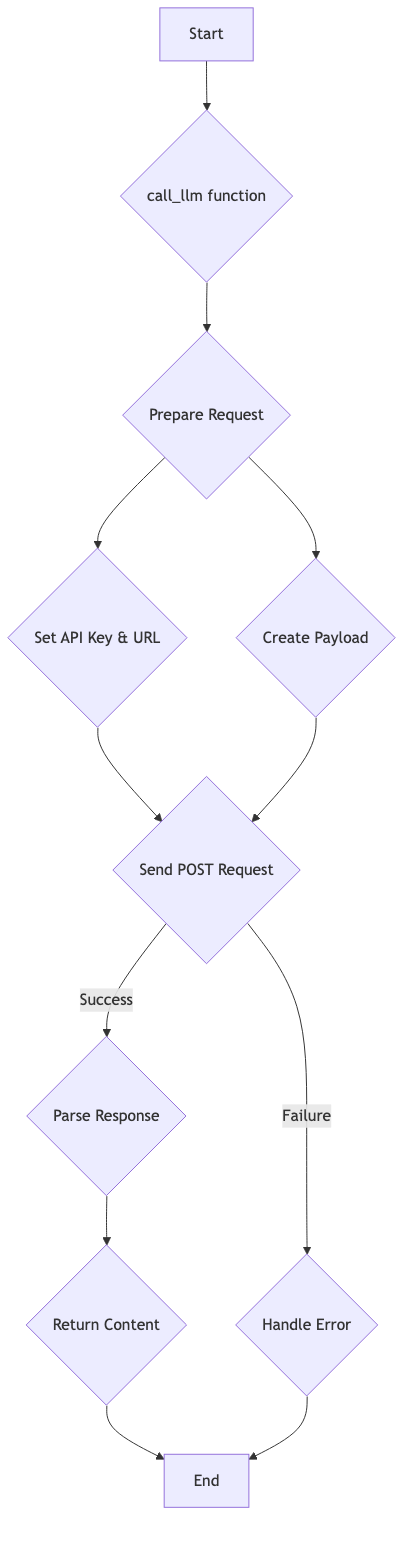 Start
call_llm function
Prepare Request
Set API Key & URL
Create Payload
Send POST Request
Success
Parse Response
Failure
Return Content
Handle Error
End